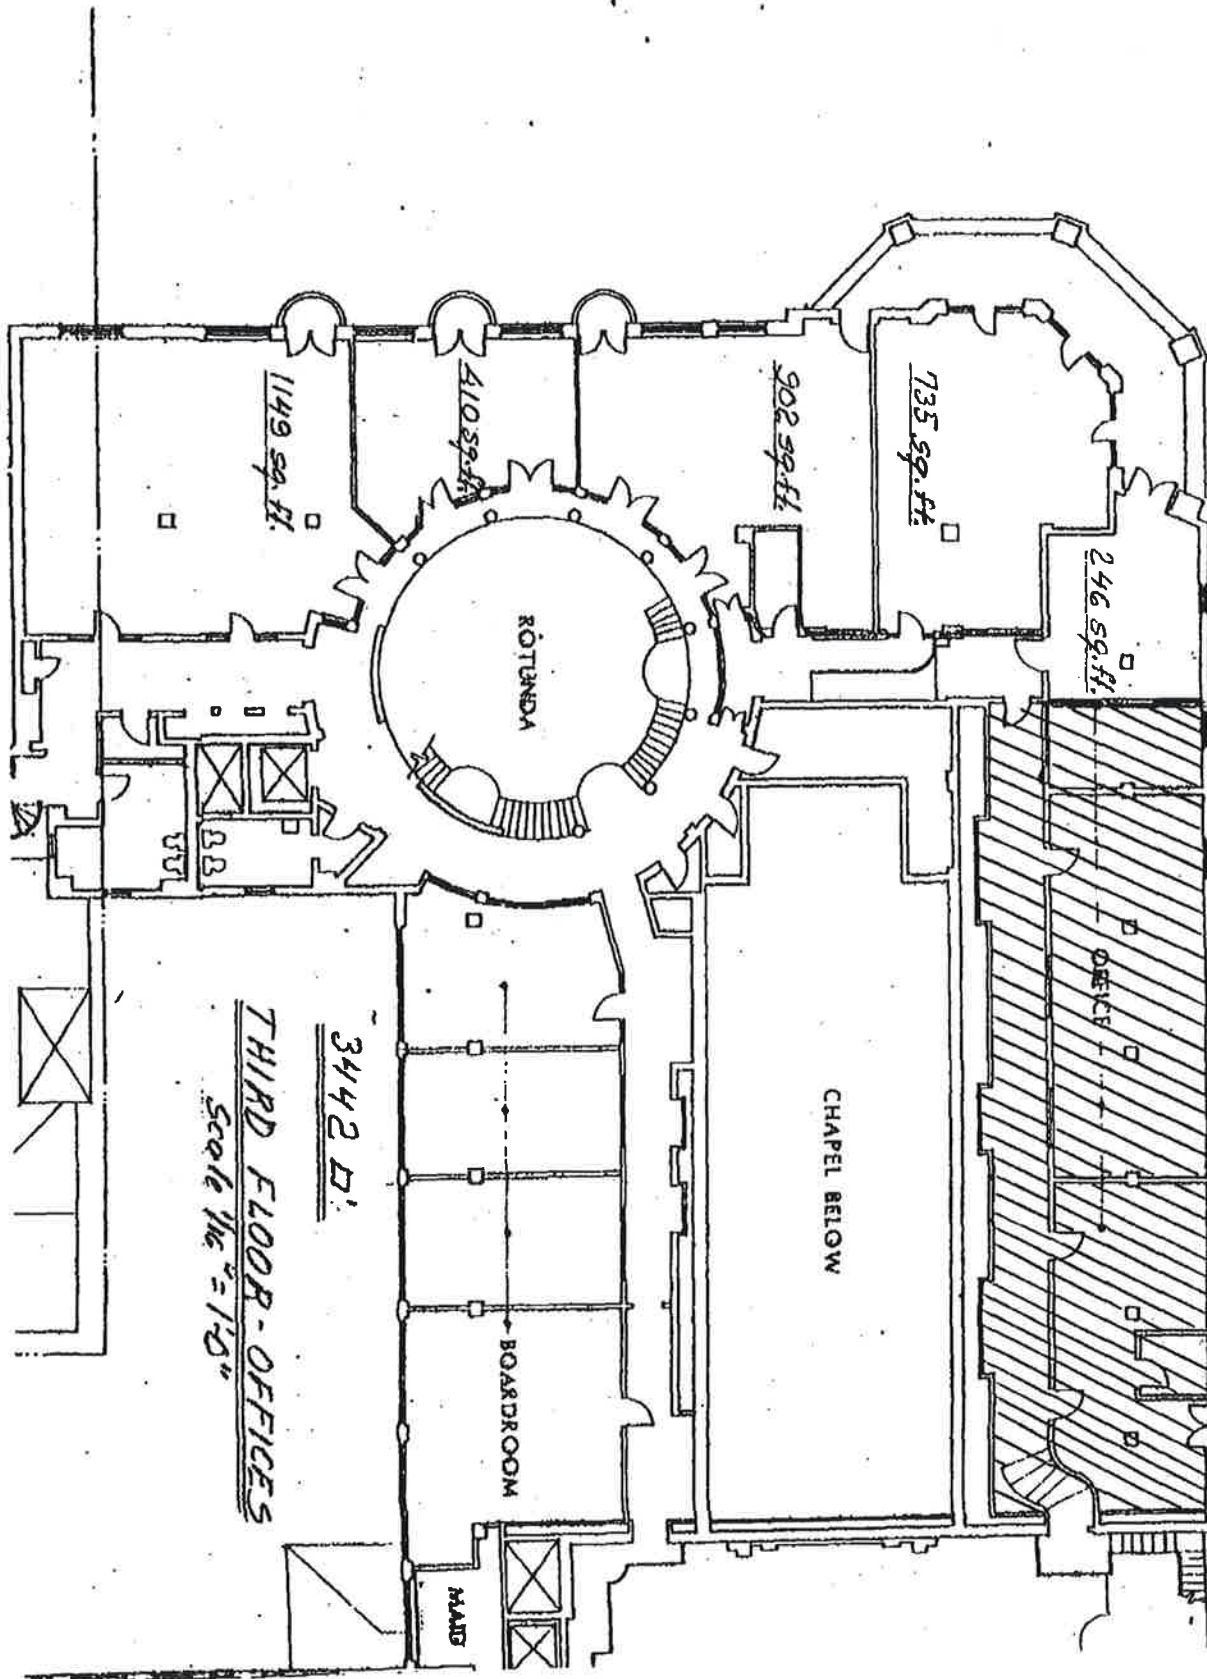 246 sq.ft.
735 sq.ft.
902 sq.ft.
410 sq.ft.
1149 sq.ft.
ROTUNDA
OFFICE
CHAPEL BELOW
BOARDROOM
MAID
3442 □'
THIRD FLOOR - OFFICES
Scale 1/16" = 1'-0"